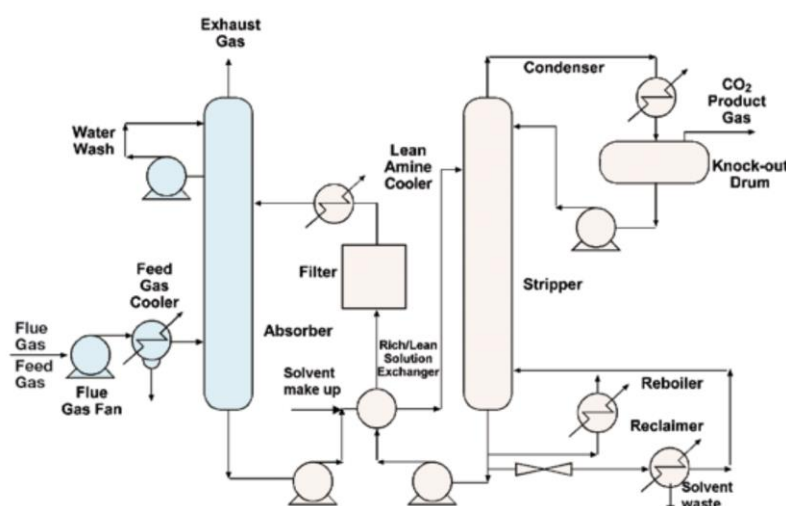 Exhaust
Gas
Water
Wash
Feed
Gas
Cooler
Flue
Gas
Feed
Gas
Flue
Gas Fan
Absorber
Lean
Amine
Cooler
Filter
Rich/Lean
Solution
Exchanger
Solvent
make up
Condenser
CO₂
Product
Gas
Knock-out
Drum
Stripper
Reboiler
Reclaimer
Solvent
waste